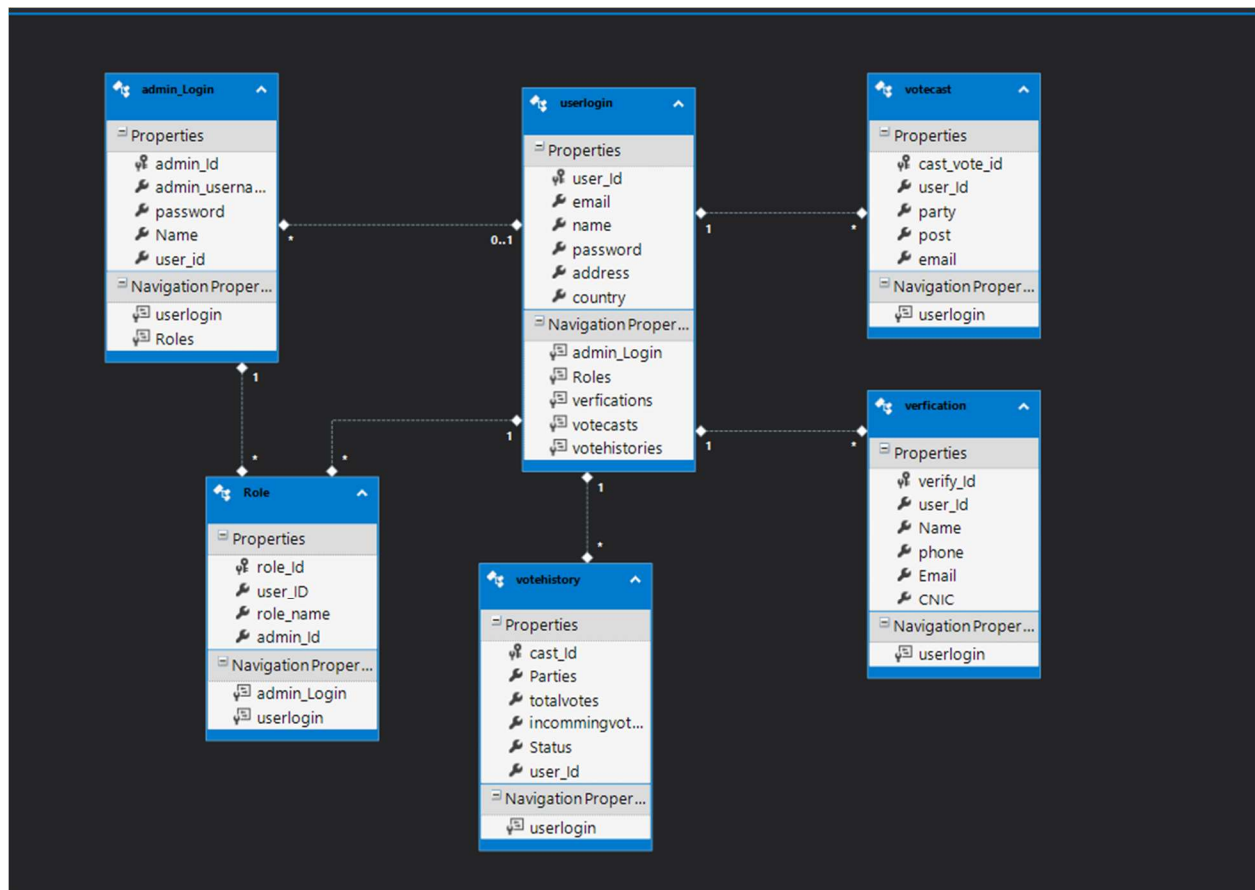 admin_Login
Properties
admin_Id
admin_userna...
password
Name
user_id
Navigation Proper...
userlogin
Roles
userlogin
Properties
user_Id
email
name
password
address
country
Navigation Proper...
admin_Login
Roles
verfications
votecasts
votehistories
votecast
Properties
cast_vote_id
user_Id
party
post
email
Navigation Proper...
userlogin
*
0..1
1
*
1
*
1
*
1
*
1
*
Role
Properties
role_Id
user_ID
role_name
admin_Id
Navigation Proper...
admin_Login
userlogin
votehistory
Properties
cast_Id
Parties
totalvotes
incommingvot...
Status
user_Id
Navigation Proper...
userlogin
verfication
Properties
verify_Id
user_Id
Name
phone
Email
CNIC
Navigation Proper...
userlogin